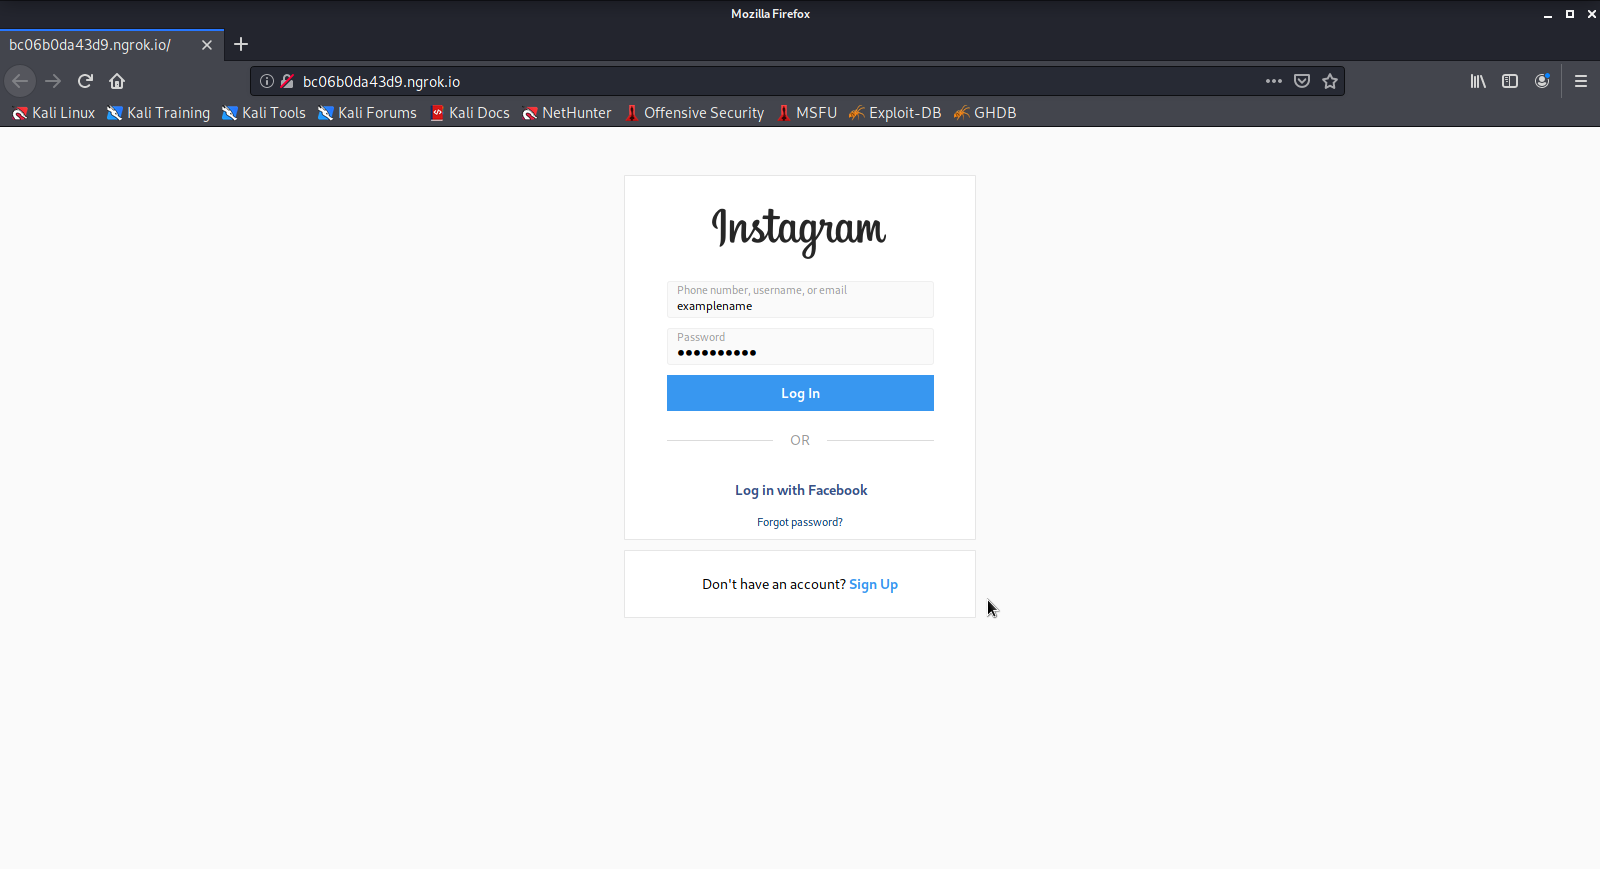 Mozilla Firefox
bc06b0da43d9.ngrok.io/
bc06b0da43d9.ngrok.io
Kali Linux Kali Training Kali Tools Kali Forums Kali Docs NetHunter Offensive Security MSFU Exploit-DB GHDB
Instagram
Phone number, username, or email
examplename
Password
Log In
OR
Log in with Facebook
Forgot password?
Don't have an account? Sign Up